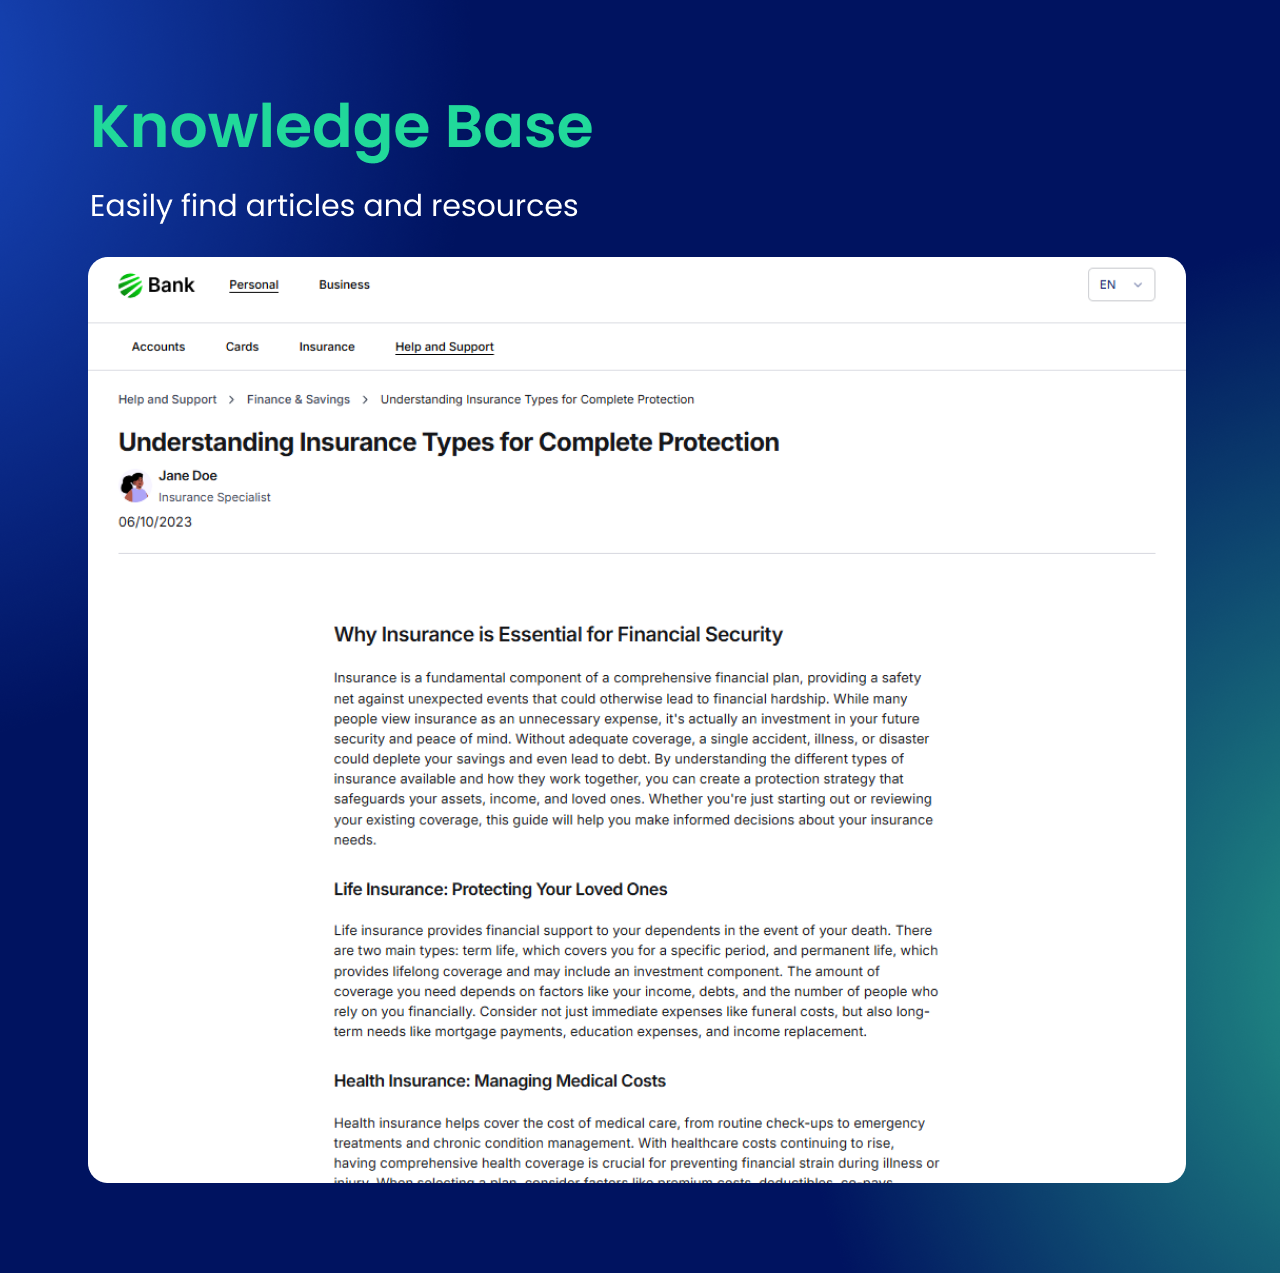 Knowledge Base
Easily find articles and resources
Bank Personal Business EN
Accounts Cards Insurance Help and Support
Help and Support > Finance & Savings > Understanding Insurance Types for Complete Protection
Understanding Insurance Types for Complete Protection
Jane Doe
Insurance Specialist
06/10/2023
Why Insurance is Essential for Financial Security
Insurance is a fundamental component of a comprehensive financial plan, providing a safety
net against unexpected events that could otherwise lead to financial hardship. While many
people view insurance as an unnecessary expense, it's actually an investment in your future
security and peace of mind. Without adequate coverage, a single accident, illness, or disaster
could deplete your savings and even lead to debt. By understanding the different types of
insurance available and how they work together, you can create a protection strategy that
safeguards your assets, income, and loved ones. Whether you're just starting out or reviewing
your existing coverage, this guide will help you make informed decisions about your insurance
needs.
Life Insurance: Protecting Your Loved Ones
Life insurance provides financial support to your dependents in the event of your death. There
are two main types: term life, which covers you for a specific period, and permanent life, which
provides lifelong coverage and may include an investment component. The amount of
coverage you need depends on factors like your income, debts, and the number of people who
rely on you financially. Consider not just immediate expenses like funeral costs, but also long-
term needs like mortgage payments, education expenses, and income replacement.
Health Insurance: Managing Medical Costs
Health insurance helps cover the cost of medical care, from routine check-ups to emergency
treatments and chronic condition management. With healthcare costs continuing to rise,
having comprehensive health coverage is crucial for preventing financial strain during illness or
injury. When selecting a plan, consider factors like premium costs, deductibles, co-pays,